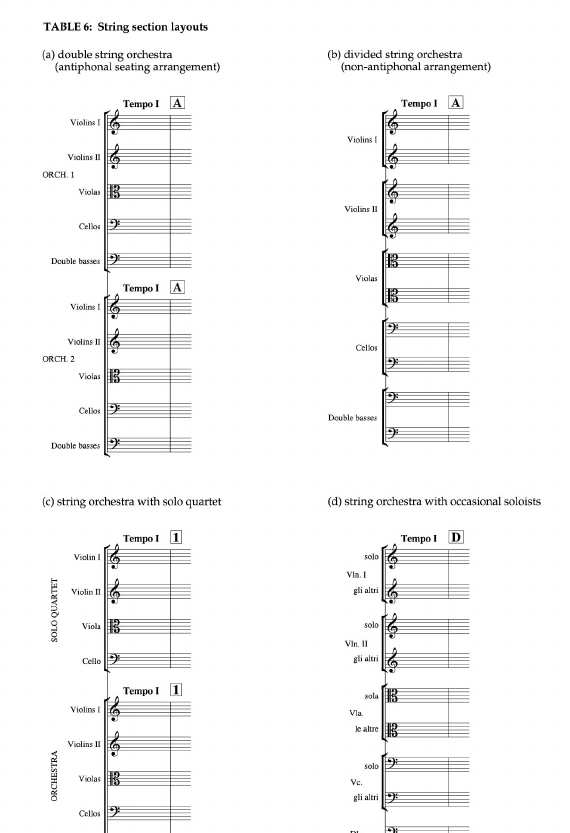 TABLE 6: String section layouts
(a) double string orchestra
(antiphonal seating arrangement)
Tempo I A
Violins I
Violins II
ORCH. 1
Violas
Cellos
Double basses
Tempo I A
Violins I
Violins II
ORCH. 2
Violas
Cellos
Double basses
(b) divided string orchestra
(non-antiphonal arrangement)
Tempo I A
Violins I
Violins II
Violas
Cellos
Double basses
(c) string orchestra with solo quartet
Tempo I 1
SOLO QUARTET
Violin I
Violin II
Viola
Cello
Tempo I 1
ORCHESTRA
Violins I
Violins II
Violas
Cellos
(d) string orchestra with occasional soloists
Tempo I D
solo
Vln. I
gli altri
solo
Vln. II
gli altri
sola
Vla.
le altre
solo
Vc.
gli altri